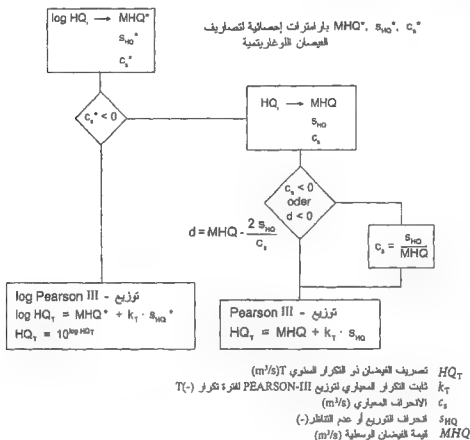 log HQᵢ → MHQ*
s_HQ*
c_s*
MHQ*, s_HQ*, c_s* بارامترات إحصائية لتصاريف
الفيضان اللوغاريتمية
c_s* < 0
HQᵢ → MHQ
s_HQ
c_s
c_s < 0
oder
d < 0
d = MHQ - 2 s_HQ / c_s
c_s = s_HQ / MHQ
log Pearson III - توزيع
log HQ_T = MHQ* + k_T · s_HQ*
HQ_T = 10^log HQ_T
Pearson III - توزيع
HQ_T = MHQ + k_T · s_HQ
HQ_T تصريف الفيضان ذو التكرار السنوي T(m³/s)
k_T ثابت التكرار المعياري لتوزيع PEARSON-III لفترة تكرار T(-)
c_s الانحراف المعياري (m³/s)
s_HQ انحراف التوزيع أو عدم التناظر(-)
MHQ قيمة الفيضان الوسطية (m³/s)